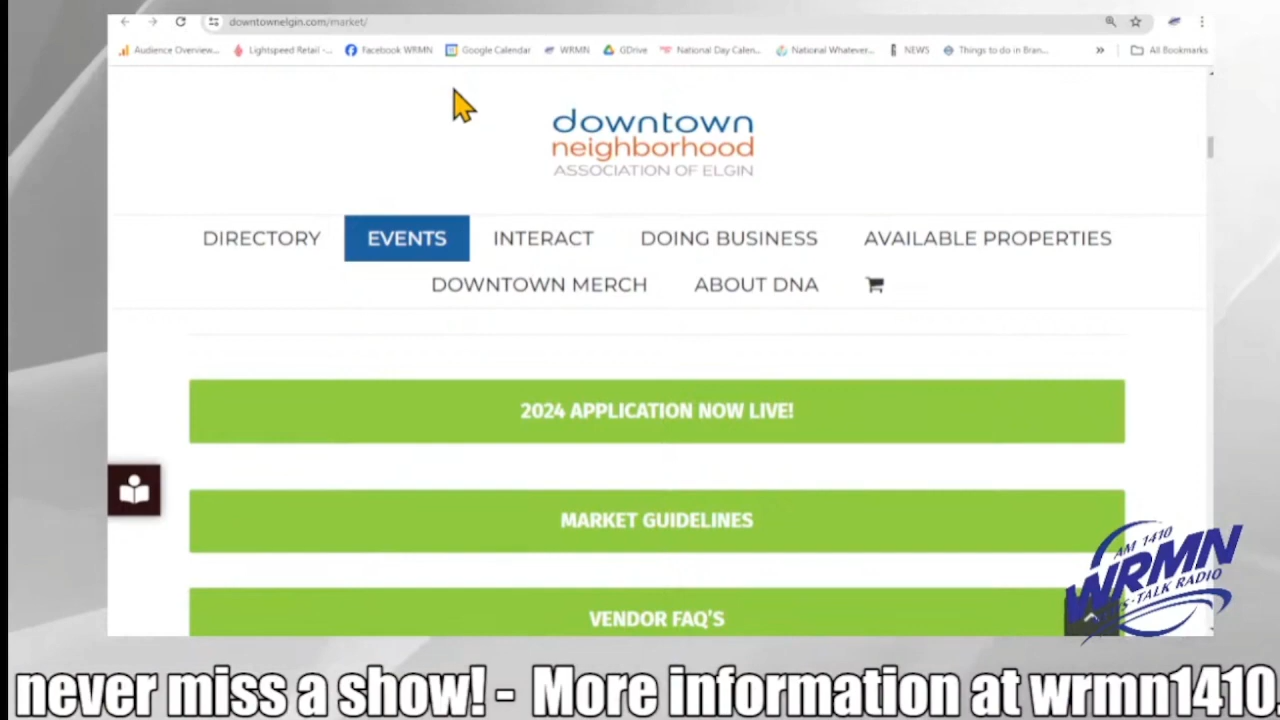 downtownelgin.com/market/
Audience Overview... Lightspeed Retail -... Facebook WRMN Google Calendar WRMN GDrive National Day Calen... National Whatever... NEWS Things to do in Bran... » All Bookmarks
downtown
neighborhood
ASSOCIATION OF ELGIN
DIRECTORY EVENTS INTERACT DOING BUSINESS AVAILABLE PROPERTIES
DOWNTOWN MERCH ABOUT DNA
2024 APPLICATION NOW LIVE!
MARKET GUIDELINES
VENDOR FAQ'S
AM 1410
WRMN
TALK RADIO
never miss a show! - More information at wrmn1410.